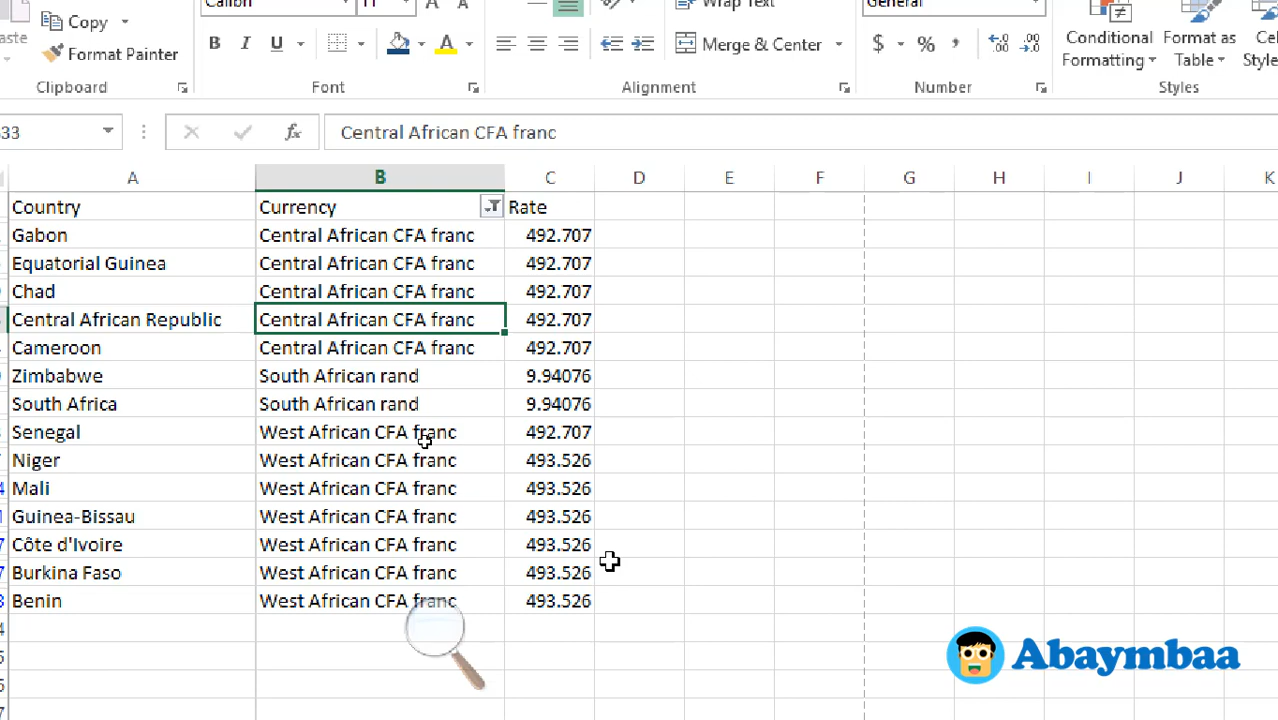 Calibri 11 Wrap Text General
Copy
Format Painter
B I U A Merge & Center $ % , Conditional Formatting Format as Table
Clipboard Font Alignment Number Styles
33 fx Central African CFA franc
A B C D E F G H I J K
Country Currency Rate
Gabon Central African CFA franc 492.707
Equatorial Guinea Central African CFA franc 492.707
Chad Central African CFA franc 492.707
Central African Republic Central African CFA franc 492.707
Cameroon Central African CFA franc 492.707
Zimbabwe South African rand 9.94076
South Africa South African rand 9.94076
Senegal West African CFA franc 492.707
Niger West African CFA franc 493.526
Mali West African CFA franc 493.526
Guinea-Bissau West African CFA franc 493.526
Côte d'Ivoire West African CFA franc 493.526
Burkina Faso West African CFA franc 493.526
Benin West African CFA franc 493.526
Abaymbaa